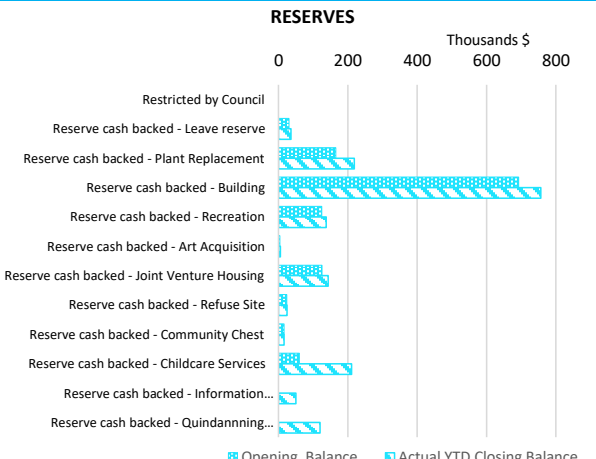 RESERVES
Thousands $
0 200 400 600 800
Restricted by Council
Reserve cash backed - Leave reserve
Reserve cash backed - Plant Replacement
Reserve cash backed - Building
Reserve cash backed - Recreation
Reserve cash backed - Art Acquisition
Reserve cash backed - Joint Venture Housing
Reserve cash backed - Refuse Site
Reserve cash backed - Community Chest
Reserve cash backed - Childcare Services
Reserve cash backed - Information…
Reserve cash backed - Quindannning…
Opening Balance Actual YTD Closing Balance